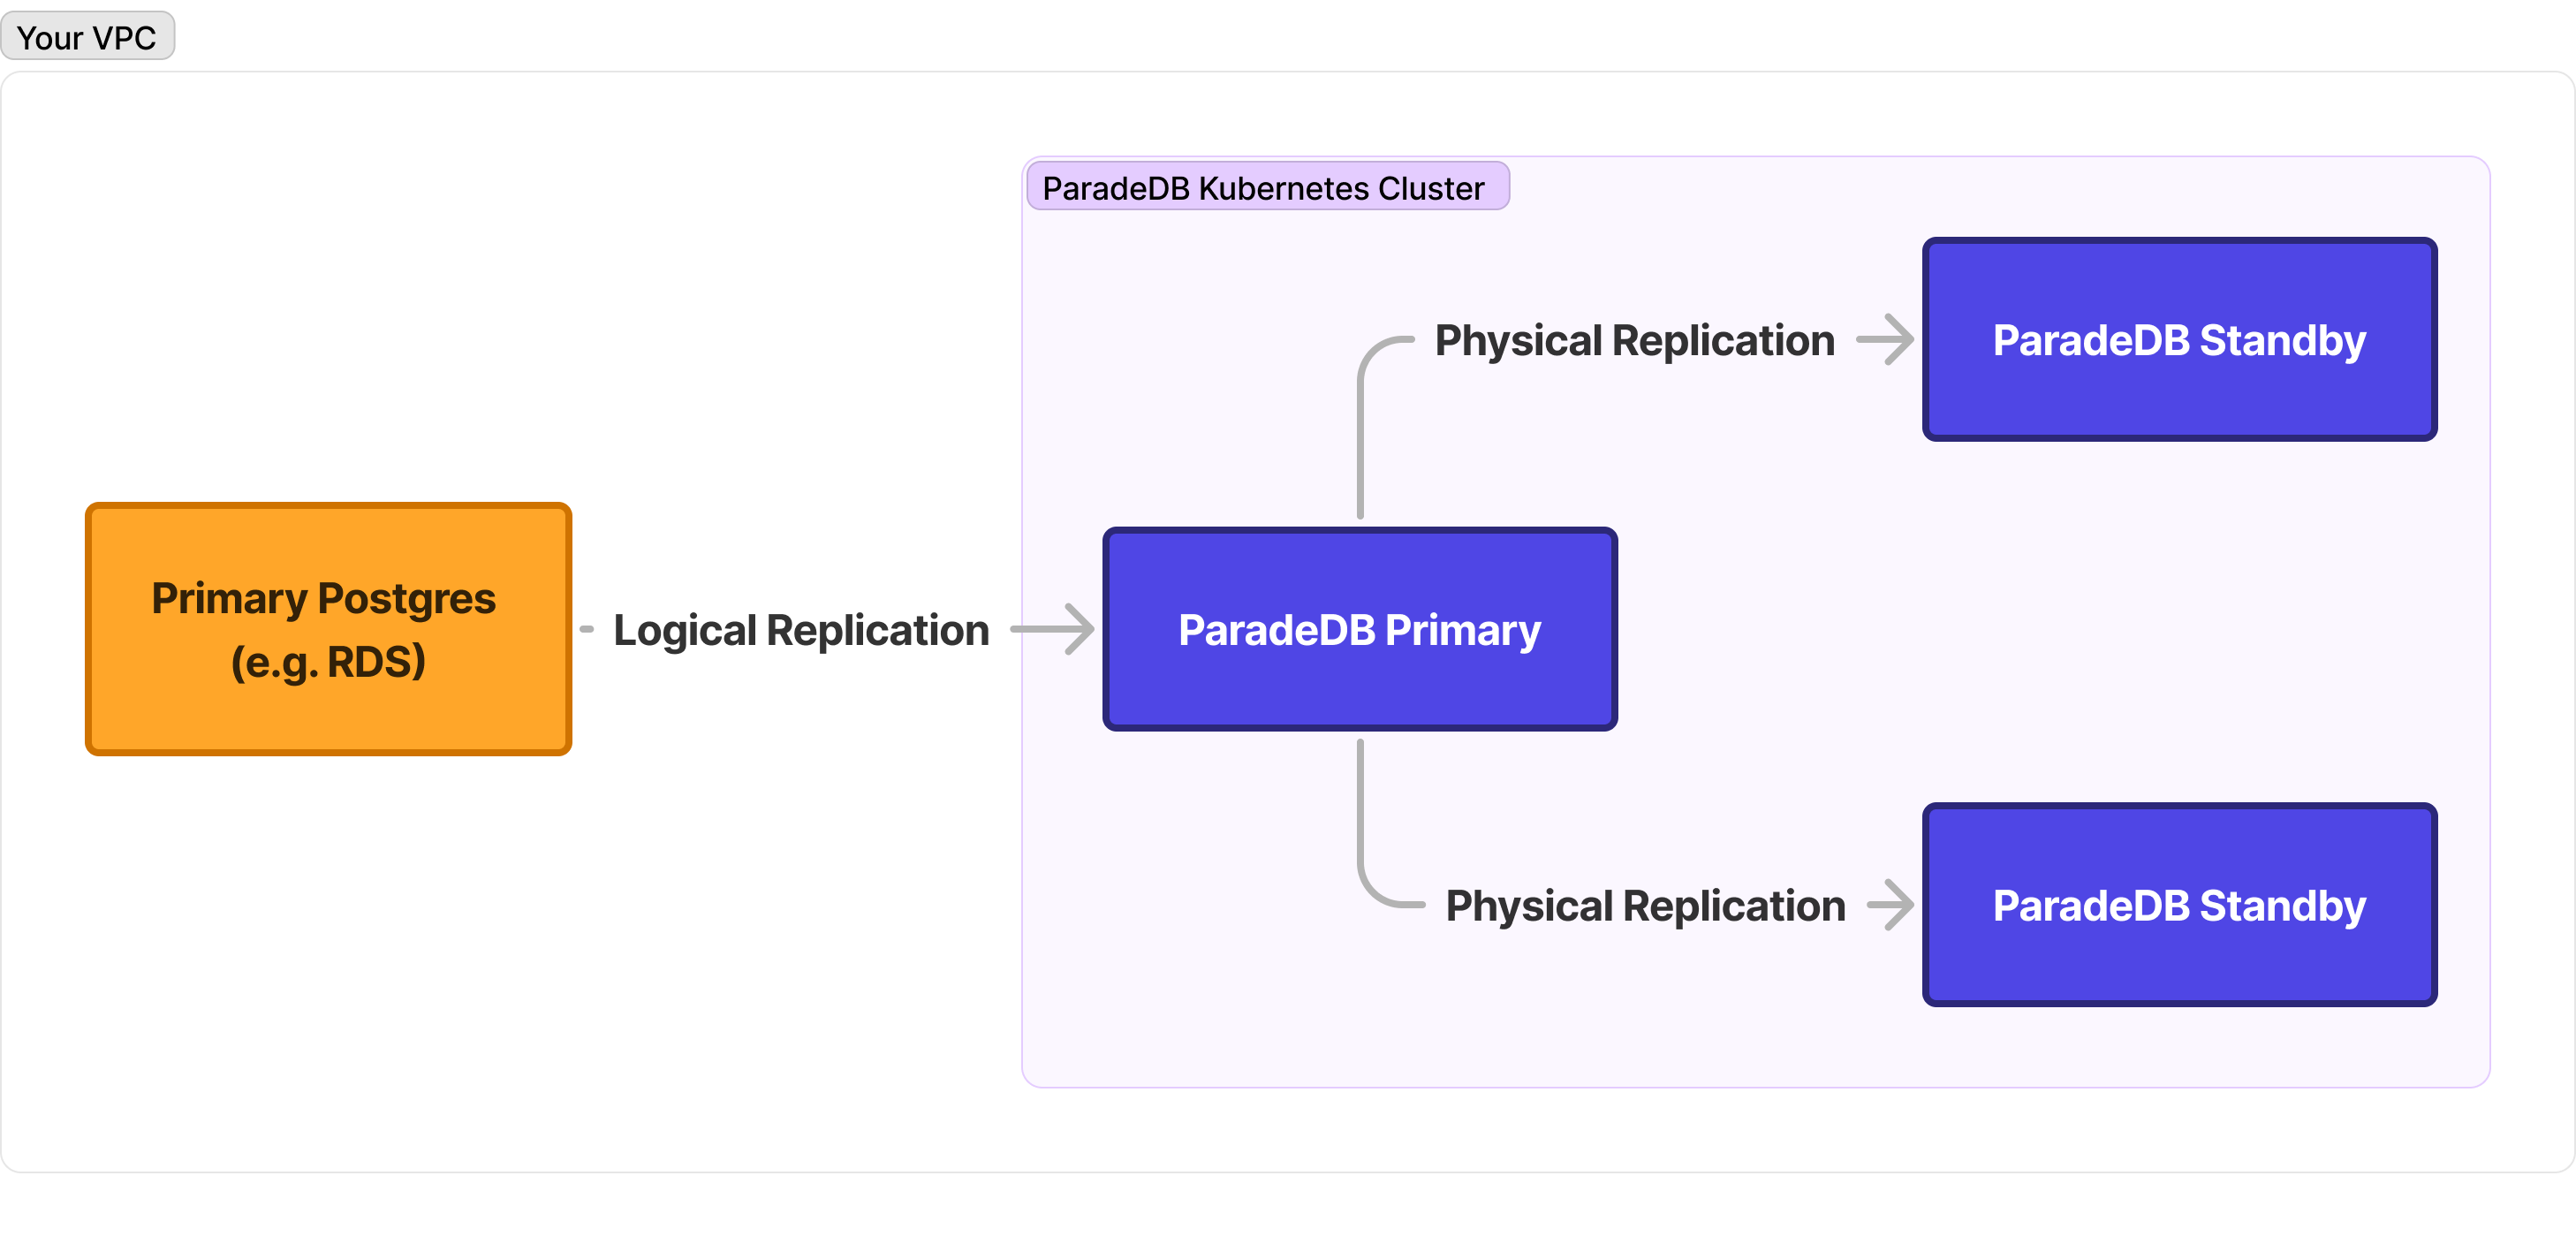 Your VPC
ParadeDB Kubernetes Cluster
Physical Replication
ParadeDB Standby
Primary Postgres
(e.g. RDS)
Logical Replication
ParadeDB Primary
Physical Replication
ParadeDB Standby